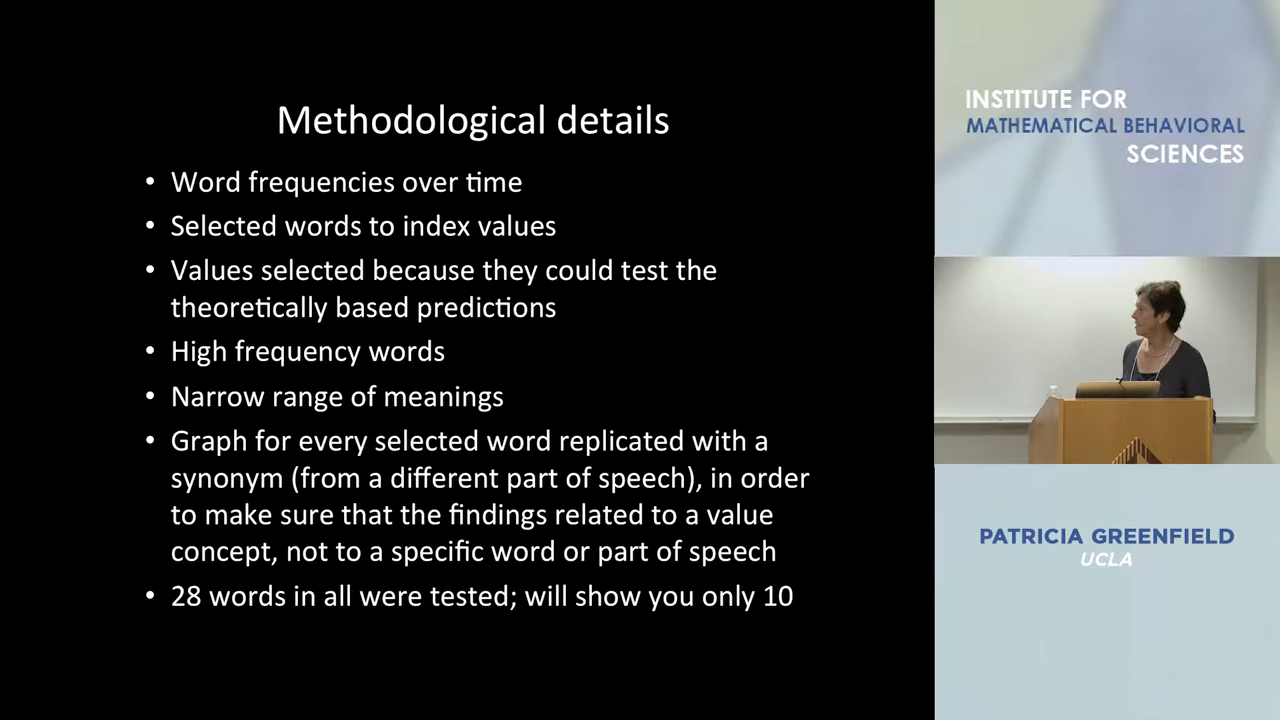 Methodological details
• Word frequencies over time
• Selected words to index values
• Values selected because they could test the
theoretically based predictions
• High frequency words
• Narrow range of meanings
• Graph for every selected word replicated with a
synonym (from a different part of speech), in order
to make sure that the findings related to a value
concept, not to a specific word or part of speech
• 28 words in all were tested; will show you only 10
INSTITUTE FOR
MATHEMATICAL BEHAVIORAL
SCIENCES
PATRICIA GREENFIELD
UCLA